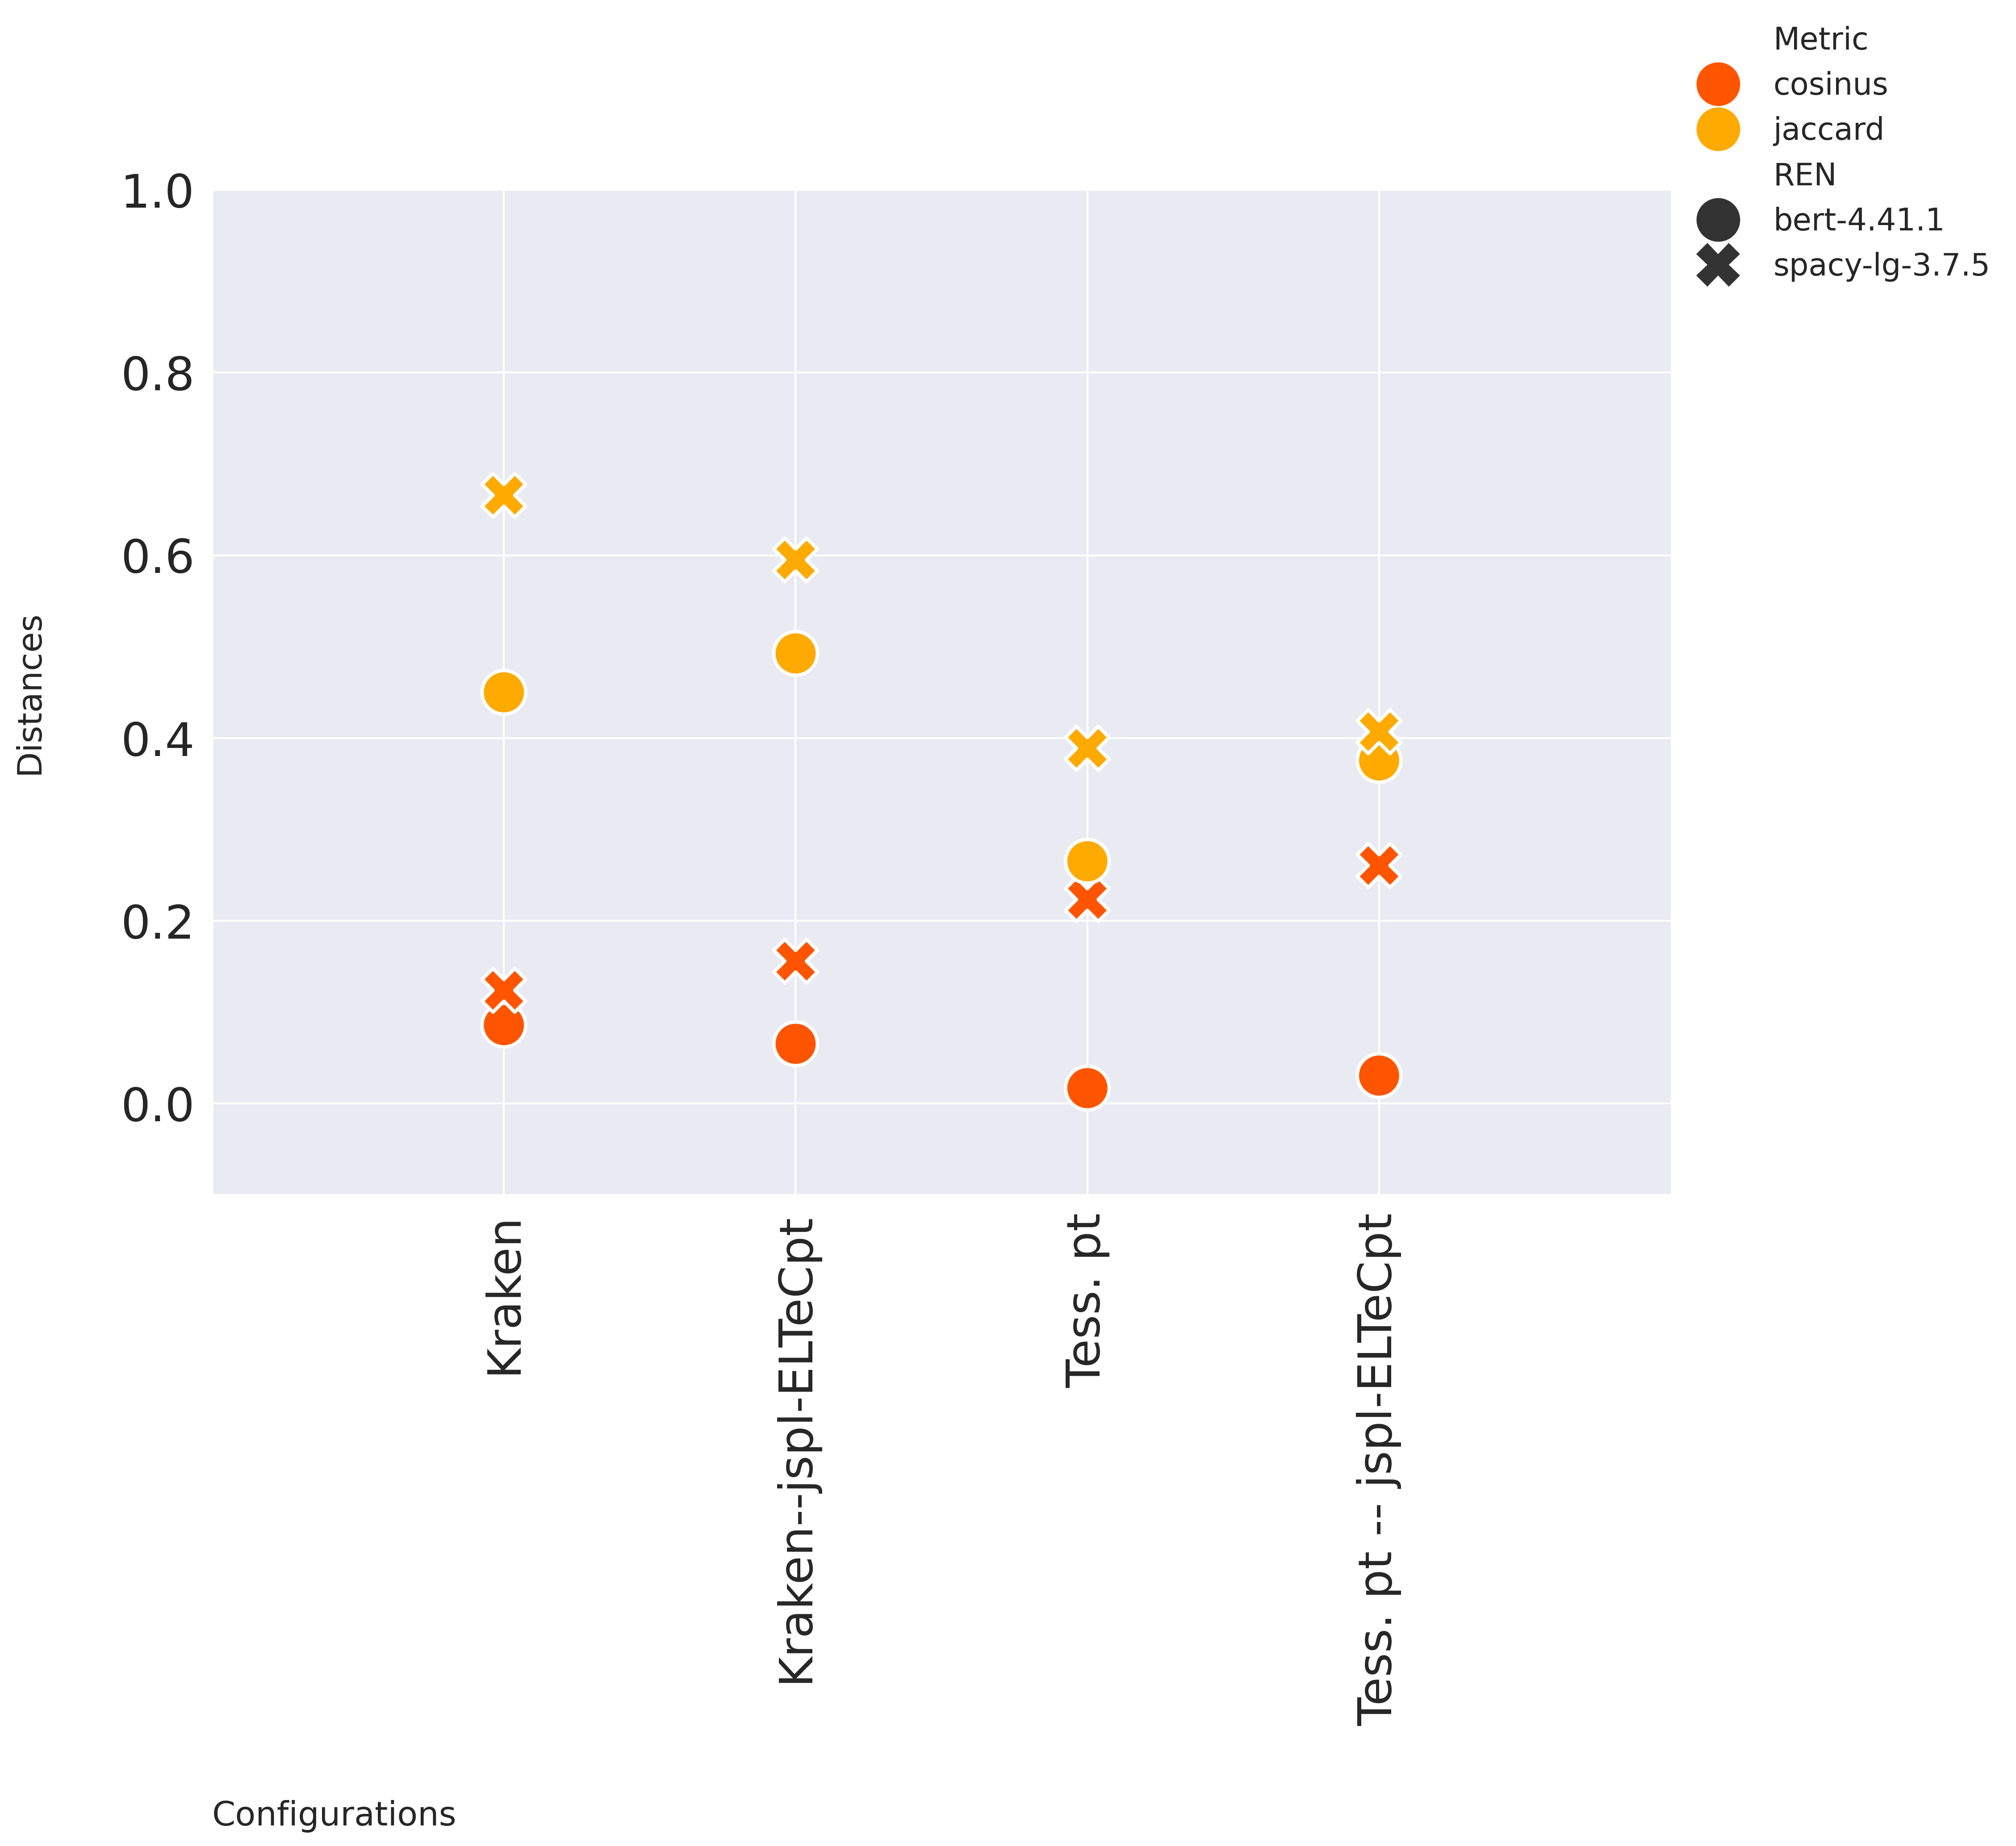 Metric
cosinus
jaccard
REN
bert-4.41.1
spacy-lg-3.7.5
1.0
0.8
0.6
0.4
0.2
0.0
Distances
Kraken
Kraken--jspl-ELTeCpt
Tess. pt
Tess. pt -- jspl-ELTeCpt
Configurations